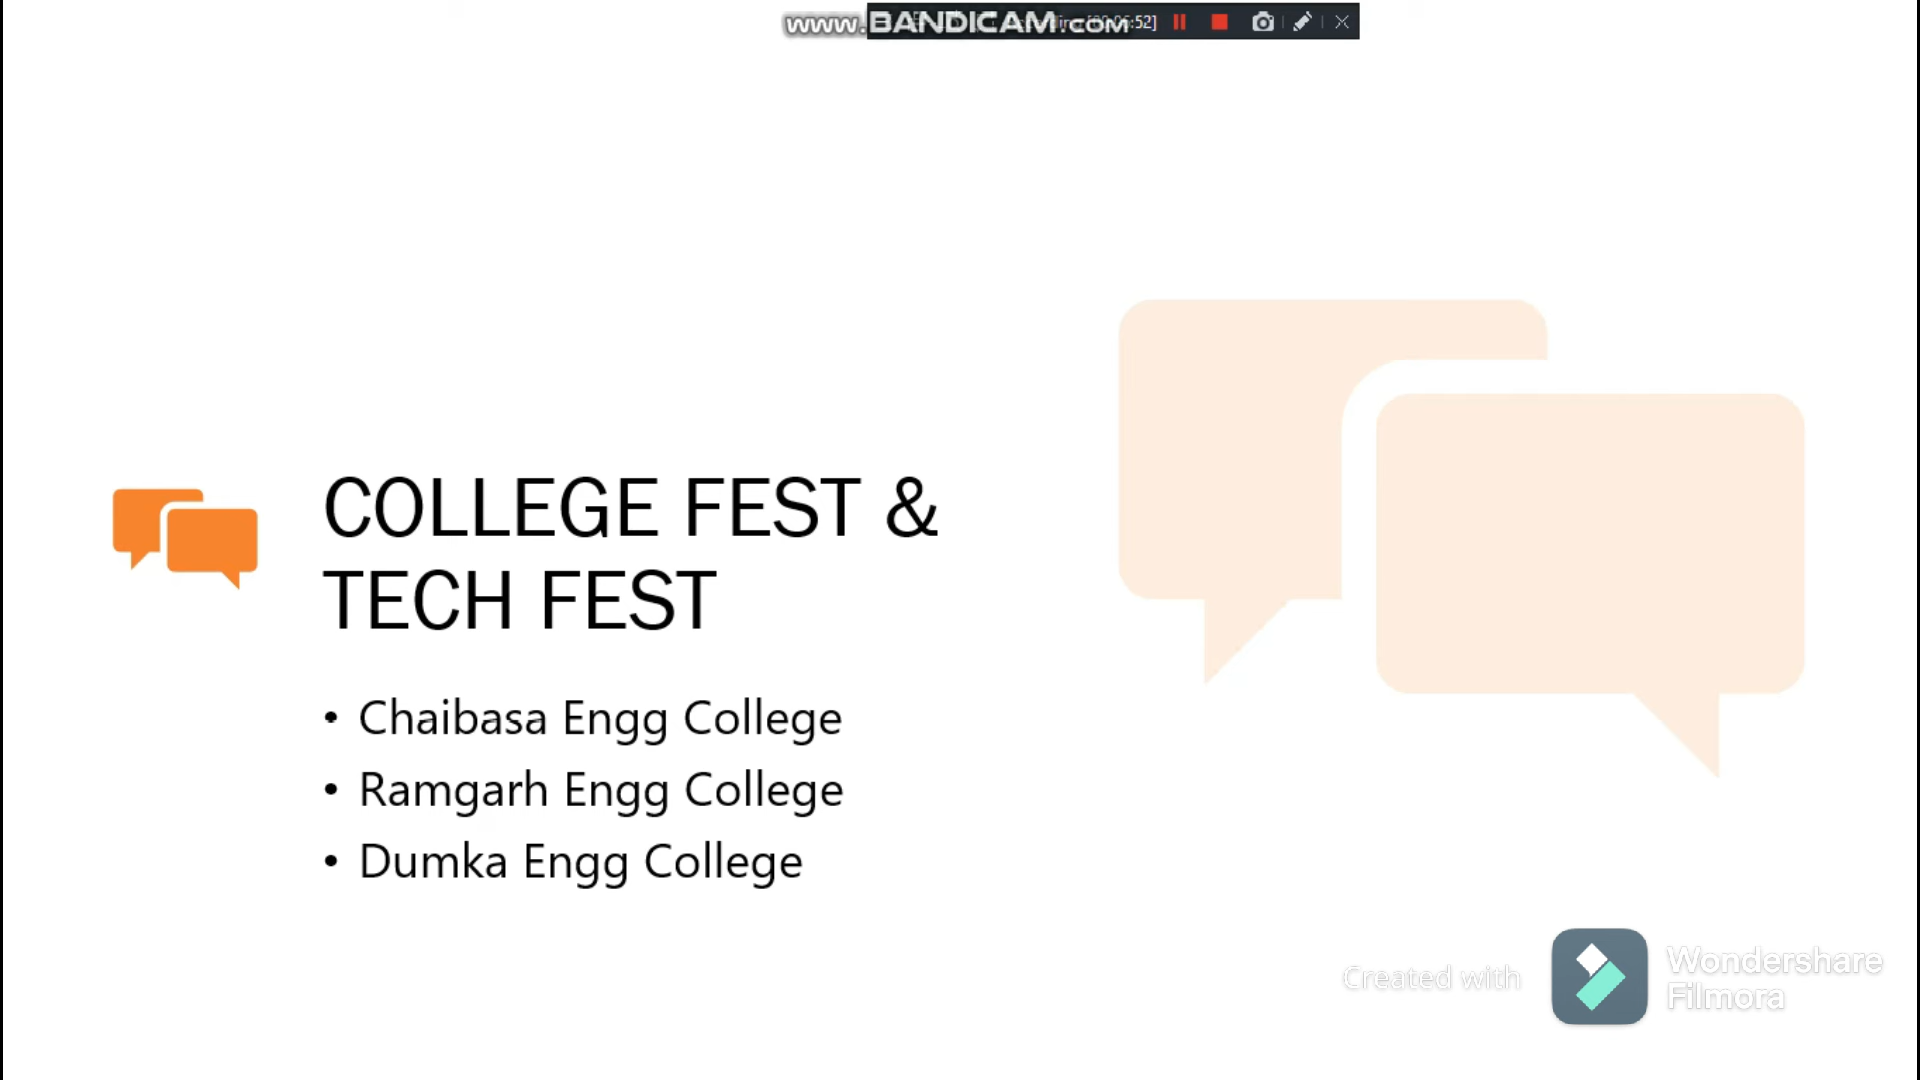 www.BANDICAM.com :52]
COLLEGE FEST &
TECH FEST
• Chaibasa Engg College
• Ramgarh Engg College
• Dumka Engg College
Created with
Wondershare
Filmora